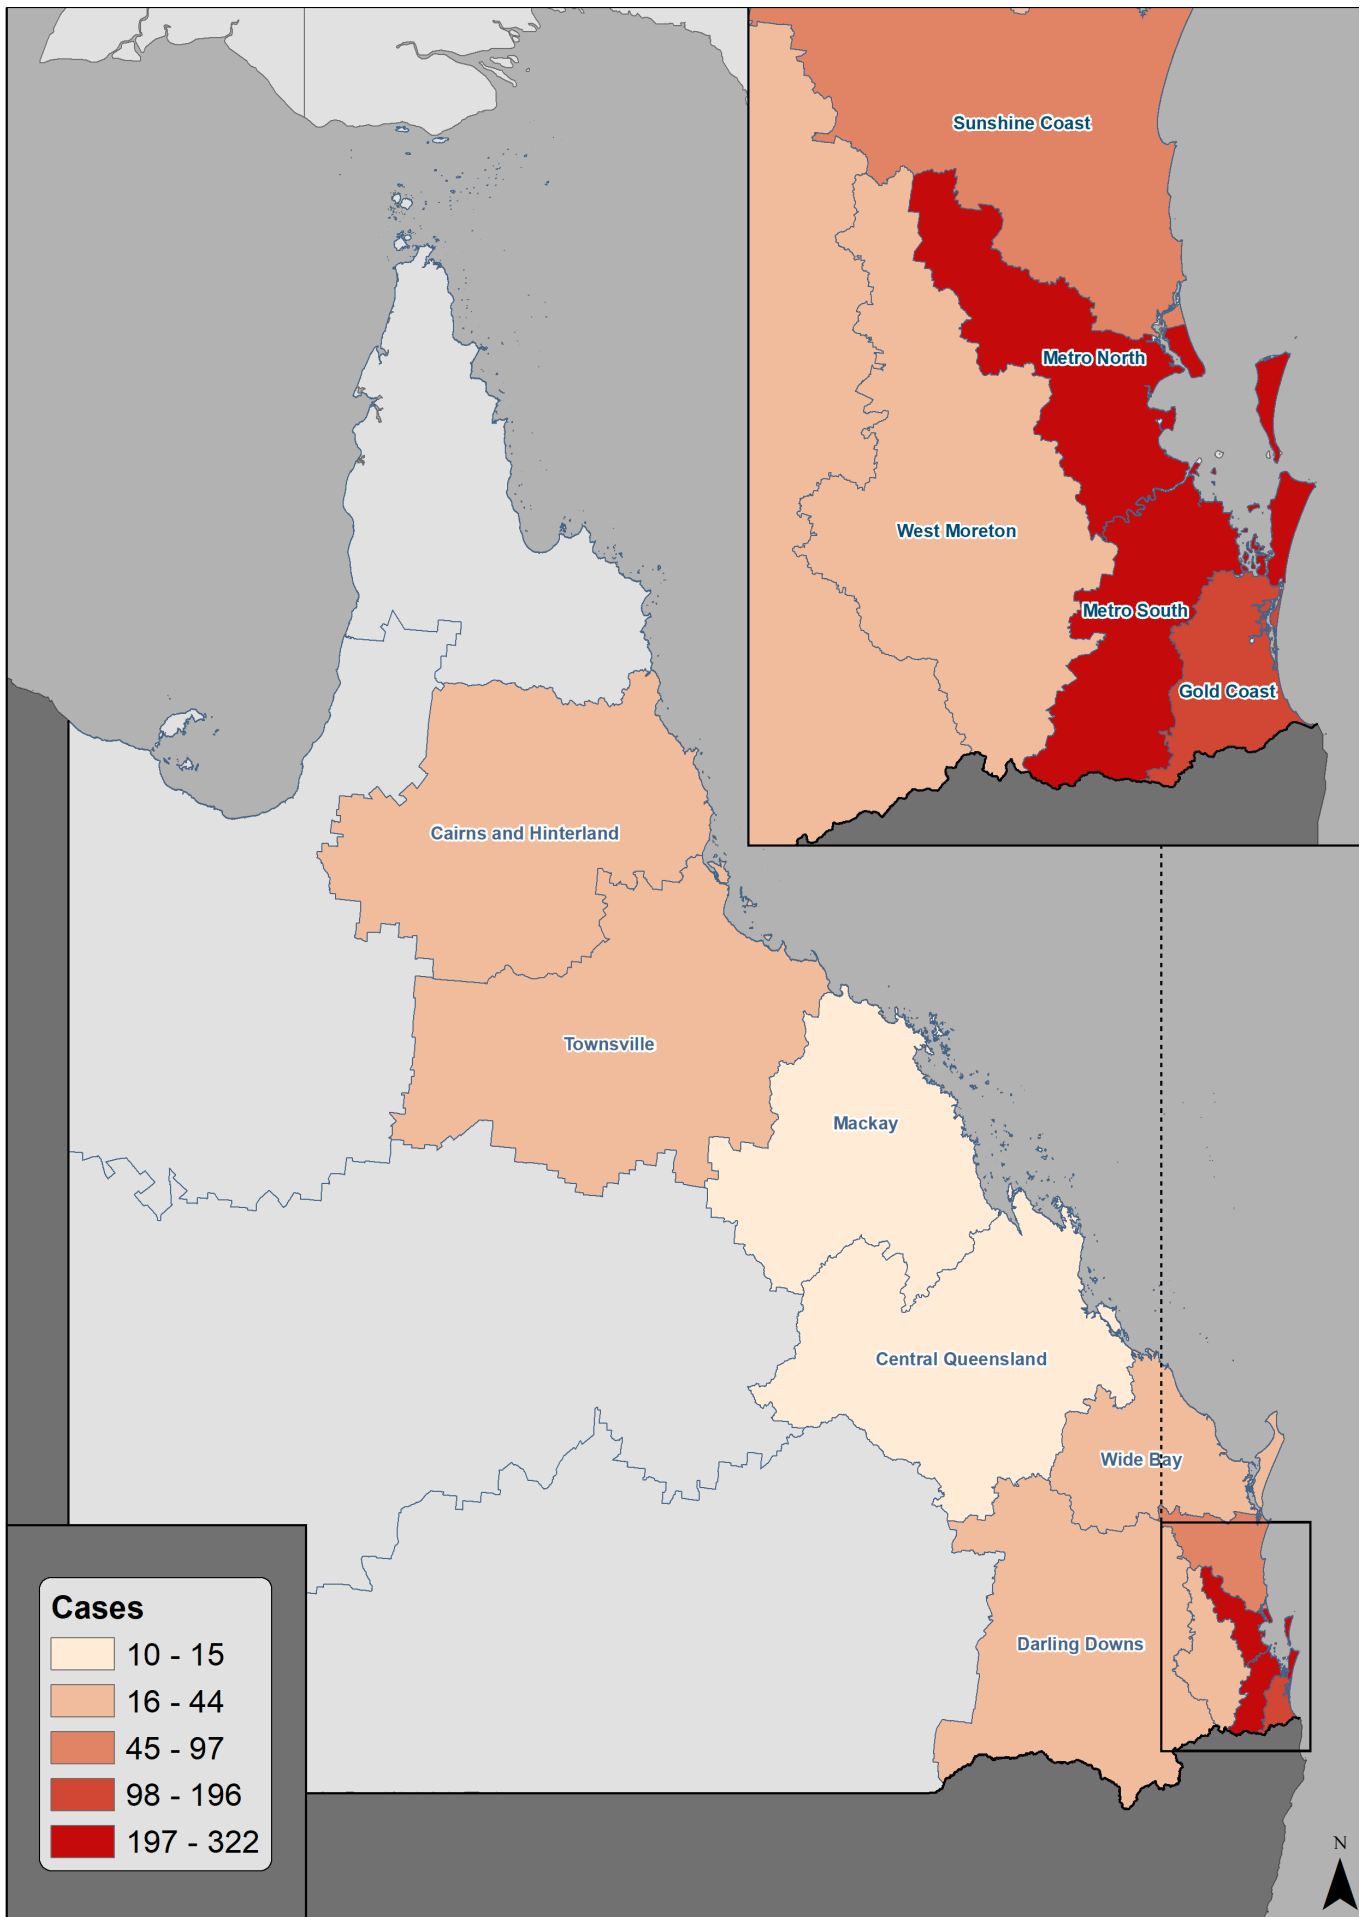 Sunshine Coast
Metro North
West Moreton
Metro South
Gold Coast
Cairns and Hinterland
Townsville
Mackay
Central Queensland
Wide Bay
Darling Downs
Cases
10 - 15
16 - 44
45 - 97
98 - 196
197 - 322
N